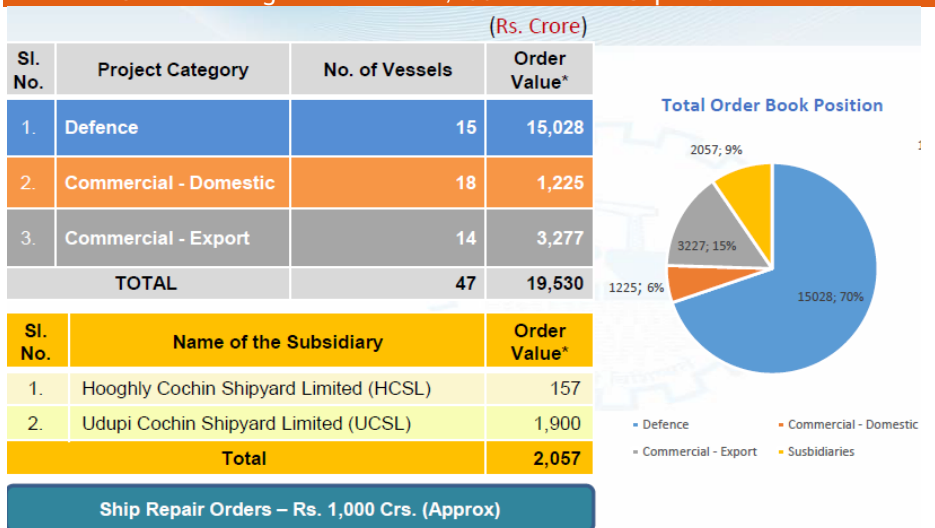 (Rs. Crore)
Sl. No. Project Category No. of Vessels Order Value*
1. Defence 15 15,028
2. Commercial - Domestic 18 1,225
3. Commercial - Export 14 3,277
TOTAL 47 19,530
Sl. No. Name of the Subsidiary Order Value*
1. Hooghly Cochin Shipyard Limited (HCSL) 157
2. Udupi Cochin Shipyard Limited (UCSL) 1,900
Total 2,057
Ship Repair Orders – Rs. 1,000 Crs. (Approx)
Total Order Book Position
2057; 9%
3227; 15%
1225; 6%
15028; 70%
Defence
Commercial - Domestic
Commercial - Export
Susbidiaries